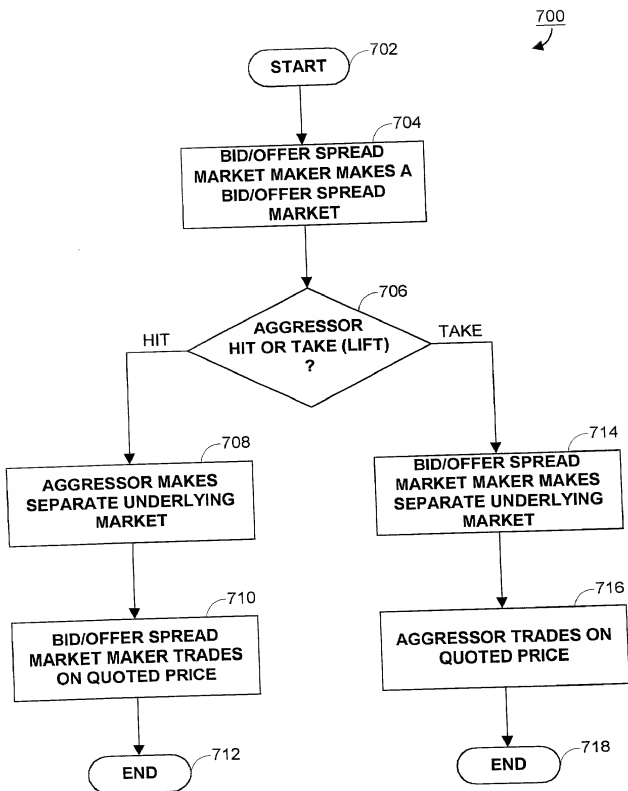 700
START
702
704
BID/OFFER SPREAD
MARKET MAKER MAKES A
BID/OFFER SPREAD
MARKET
706
AGGRESSOR
HIT OR TAKE (LIFT)
?
HIT
TAKE
708
AGGRESSOR MAKES
SEPARATE UNDERLYING
MARKET
714
BID/OFFER SPREAD
MARKET MAKER MAKES
SEPARATE UNDERLYING
MARKET
710
BID/OFFER SPREAD
MARKET MAKER TRADES
ON QUOTED PRICE
716
AGGRESSOR TRADES ON
QUOTED PRICE
END
712
END
718